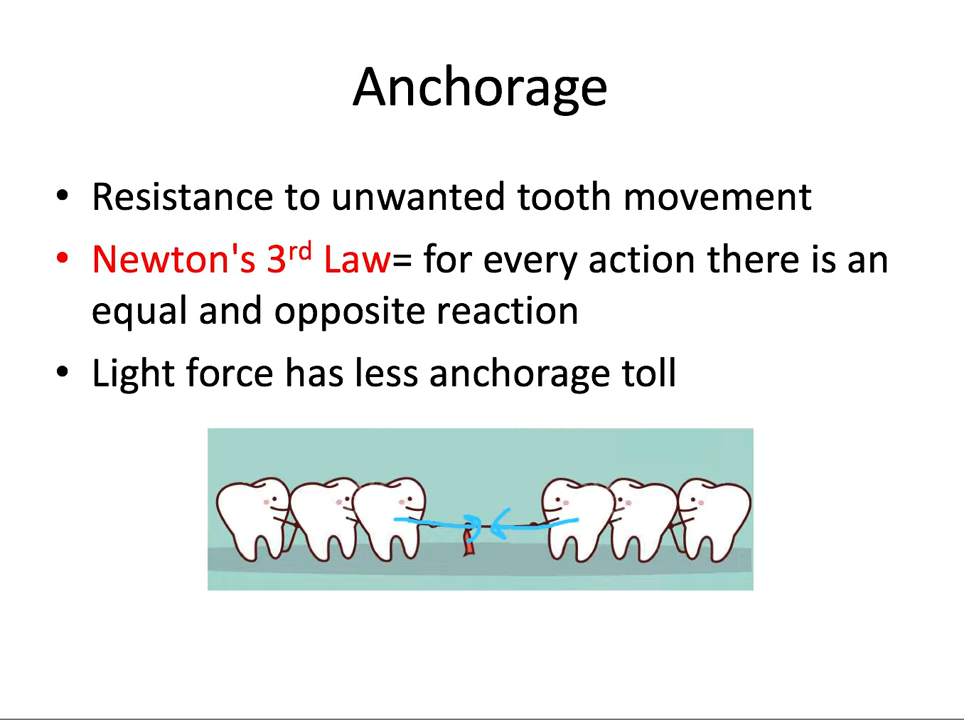 Anchorage
• Resistance to unwanted tooth movement
• Newton's 3rd Law= for every action there is an
equal and opposite reaction
• Light force has less anchorage toll